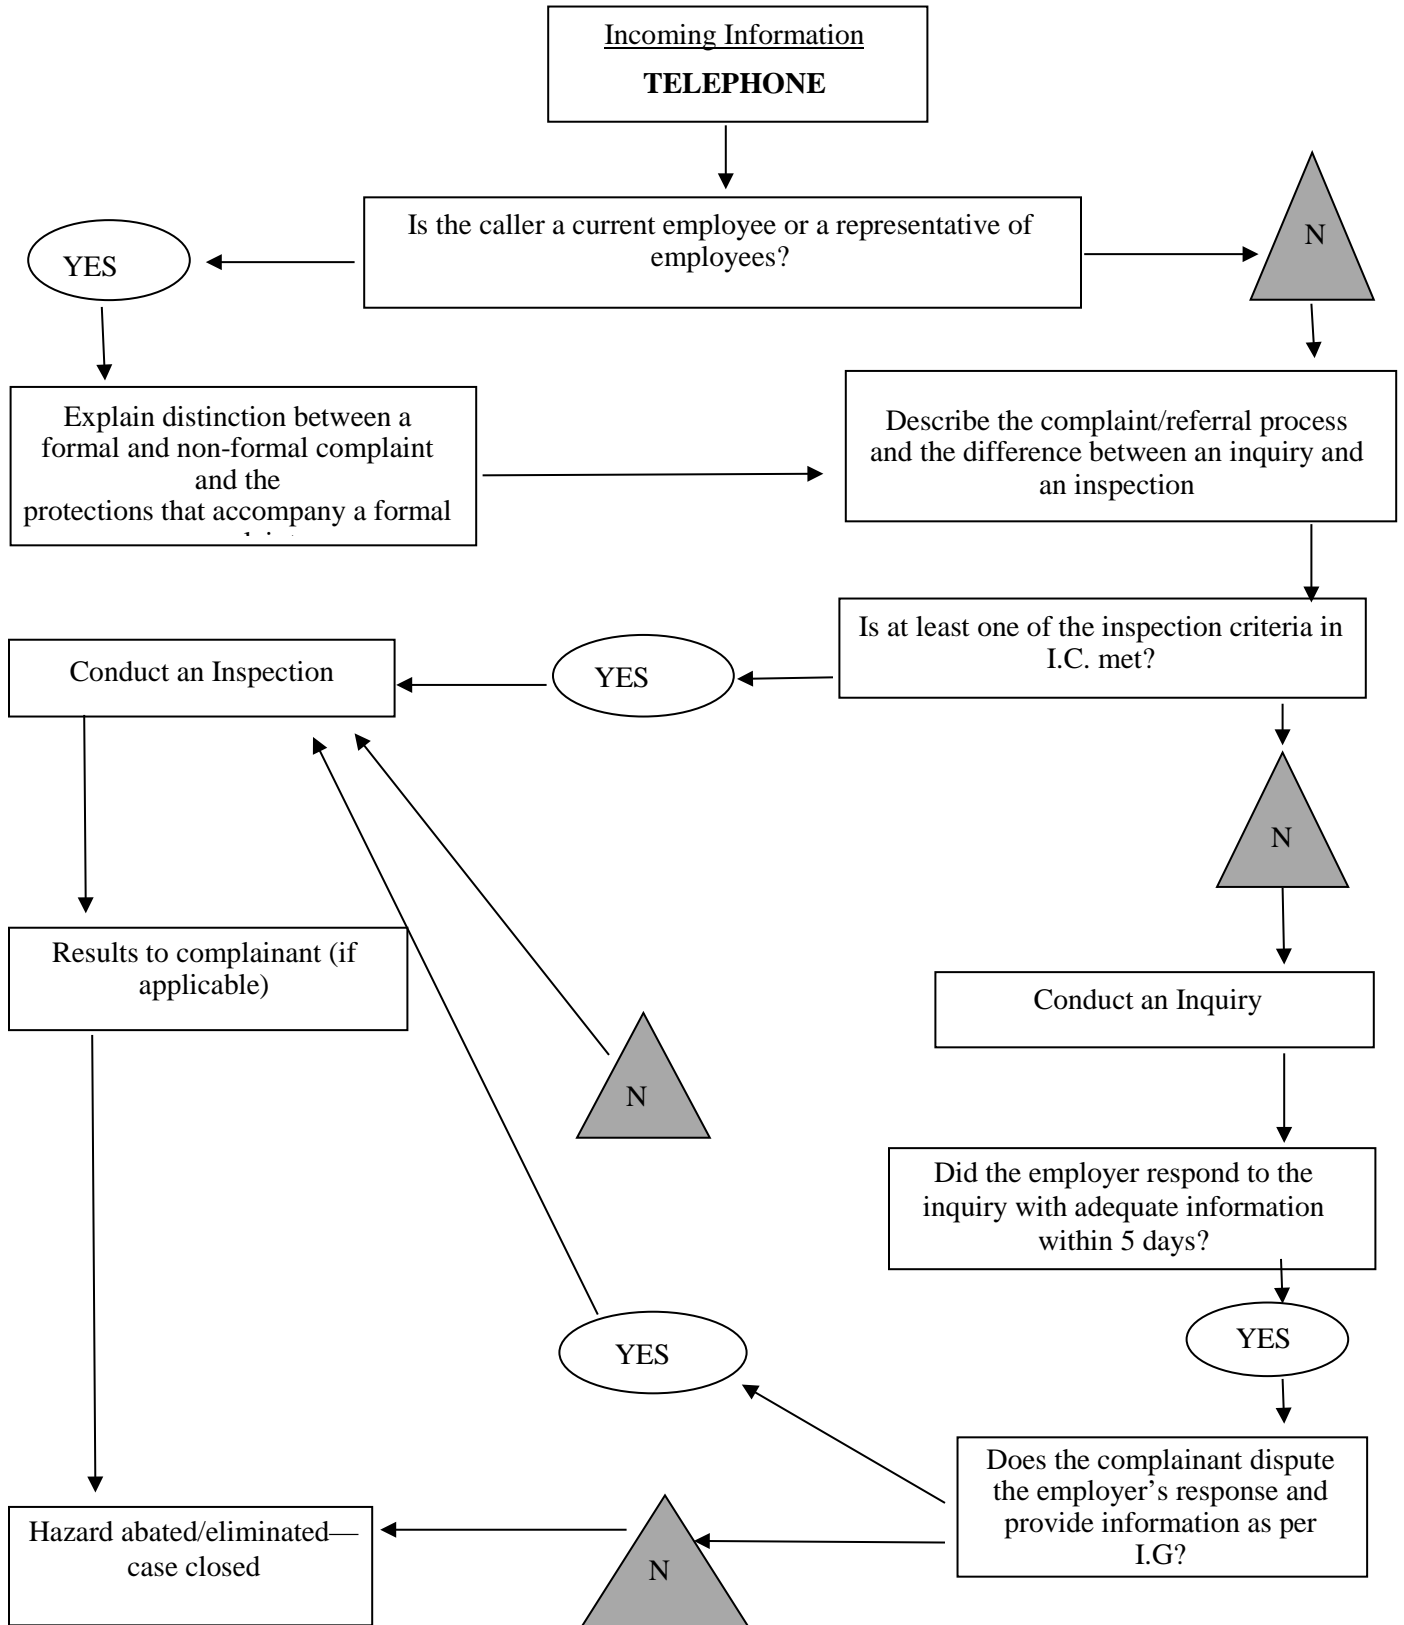 Incoming Information
TELEPHONE
Is the caller a current employee or a representative of
employees?
N
YES
Explain distinction between a
formal and non-formal complaint
and the
protections that accompany a formal
Describe the complaint/referral process
and the difference between an inquiry and
an inspection
Is at least one of the inspection criteria in
I.C. met?
YES
Conduct an Inspection
N
Results to complainant (if
applicable)
Conduct an Inquiry
N
Did the employer respond to the
inquiry with adequate information
within 5 days?
YES
YES
Does the complainant dispute
the employer’s response and
provide information as per
I.G?
Hazard abated/eliminated—
case closed
N